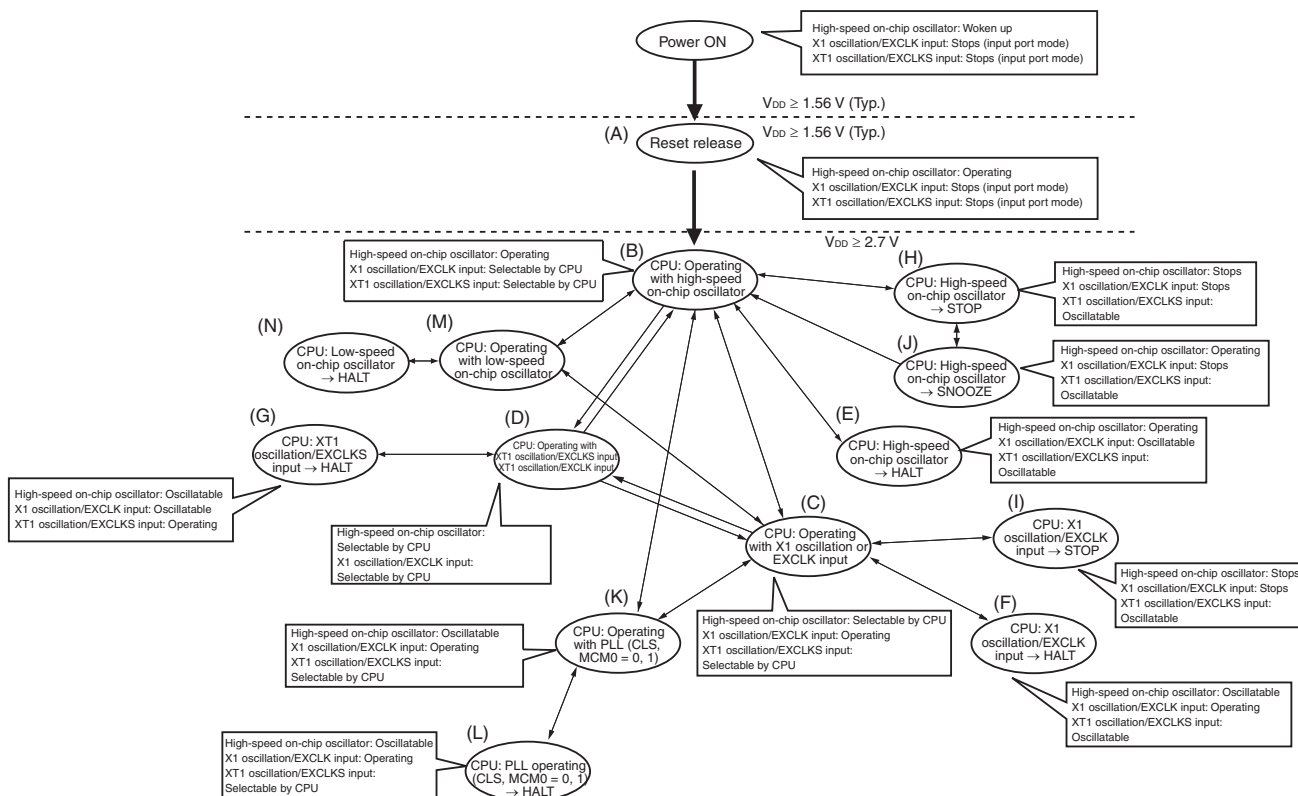 Power ON
High-speed on-chip oscillator: Woken up
X1 oscillation/EXCLK input: Stops (input port mode)
XT1 oscillation/EXCLKS input: Stops (input port mode)
VDD ≥ 1.56 V (Typ.)
VDD ≥ 1.56 V (Typ.)
(A)
Reset release
High-speed on-chip oscillator: Operating
X1 oscillation/EXCLK input: Stops (input port mode)
XT1 oscillation/EXCLKS input: Stops (input port mode)
VDD ≥ 2.7 V
High-speed on-chip oscillator: Operating
X1 oscillation/EXCLK input: Selectable by CPU
XT1 oscillation/EXCLKS input: Selectable by CPU
(B)
CPU: Operating
with high-speed
on-chip oscillator
(H)
CPU: High-speed
on-chip oscillator
→ STOP
High-speed on-chip oscillator: Stops
X1 oscillation/EXCLK input: Stops
XT1 oscillation/EXCLKS input:
Oscillatable
(N)
CPU: Low-speed
on-chip oscillator
→ HALT
(M)
CPU: Operating
with low-speed
on-chip oscillator
(J)
CPU: High-speed
on-chip oscillator
→ SNOOZE
High-speed on-chip oscillator: Operating
X1 oscillation/EXCLK input: Stops
XT1 oscillation/EXCLKS input:
Oscillatable
(G)
CPU: XT1
oscillation/EXCLKS
input → HALT
(D)
CPU: Operating with
XT1 oscillation/EXCLKS input
XT1 oscillation/EXCLK input
(E)
CPU: High-speed
on-chip oscillator
→ HALT
High-speed on-chip oscillator: Operating
X1 oscillation/EXCLK input: Oscillatable
XT1 oscillation/EXCLKS input:
Oscillatable
High-speed on-chip oscillator: Oscillatable
X1 oscillation/EXCLK input: Oscillatable
XT1 oscillation/EXCLKS input: Operating
High-speed on-chip oscillator:
Selectable by CPU
X1 oscillation/EXCLK input:
Selectable by CPU
(C)
CPU: Operating
with X1 oscillation or
EXCLK input
(I)
CPU: X1
oscillation/EXCLK
input → STOP
High-speed on-chip oscillator: Stops
X1 oscillation/EXCLK input: Stops
XT1 oscillation/EXCLKS input:
Oscillatable
(K)
CPU: Operating
with PLL (CLS,
MCM0 = 0, 1)
High-speed on-chip oscillator: Oscillatable
X1 oscillation/EXCLK input: Operating
XT1 oscillation/EXCLKS input:
Selectable by CPU
High-speed on-chip oscillator: Selectable by CPU
X1 oscillation/EXCLK input: Operating
XT1 oscillation/EXCLKS input:
Selectable by CPU
(F)
CPU: X1
oscillation/EXCLK
input → HALT
High-speed on-chip oscillator: Oscillatable
X1 oscillation/EXCLK input: Operating
XT1 oscillation/EXCLKS input:
Oscillatable
(L)
CPU: PLL operating
(CLS, MCM0 = 0, 1)
→ HALT
High-speed on-chip oscillator: Oscillatable
X1 oscillation/EXCLK input: Operating
XT1 oscillation/EXCLKS input:
Selectable by CPU